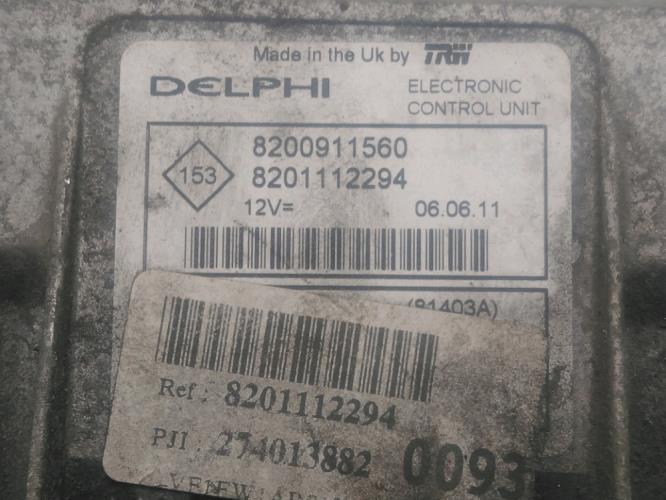 Made in the Uk by TRW
DELPHI ELECTRONIC
CONTROL UNIT
153
8200911560
8201112294
12V= 06.06.11
(81403A)
Ref : 8201112294
PJI : 274013882 0093